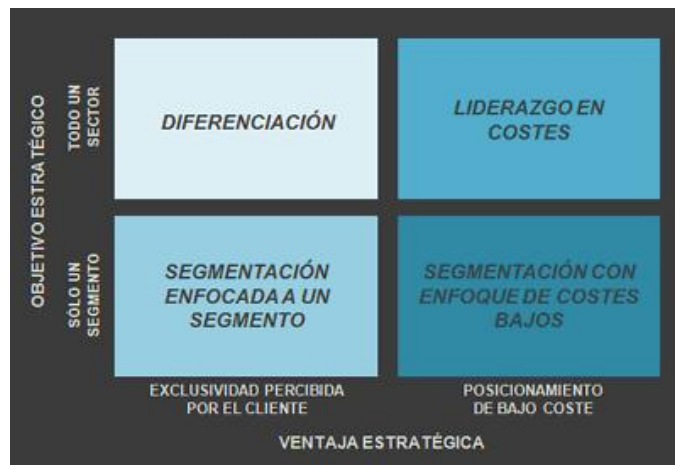 OBJETIVO ESTRATÉGICO
TODO UN
SECTOR
DIFERENCIACIÓN
LIDERAZGO EN
COSTES
SÓLO UN
SEGMENTO
SEGMENTACIÓN
ENFOCADA A UN
SEGMENTO
SEGMENTACIÓN CON
ENFOQUE DE COSTES
BAJOS
EXCLUSIVIDAD PERCIBIDA
POR EL CLIENTE
POSICIONAMIENTO
DE BAJO COSTE
VENTAJA ESTRATÉGICA